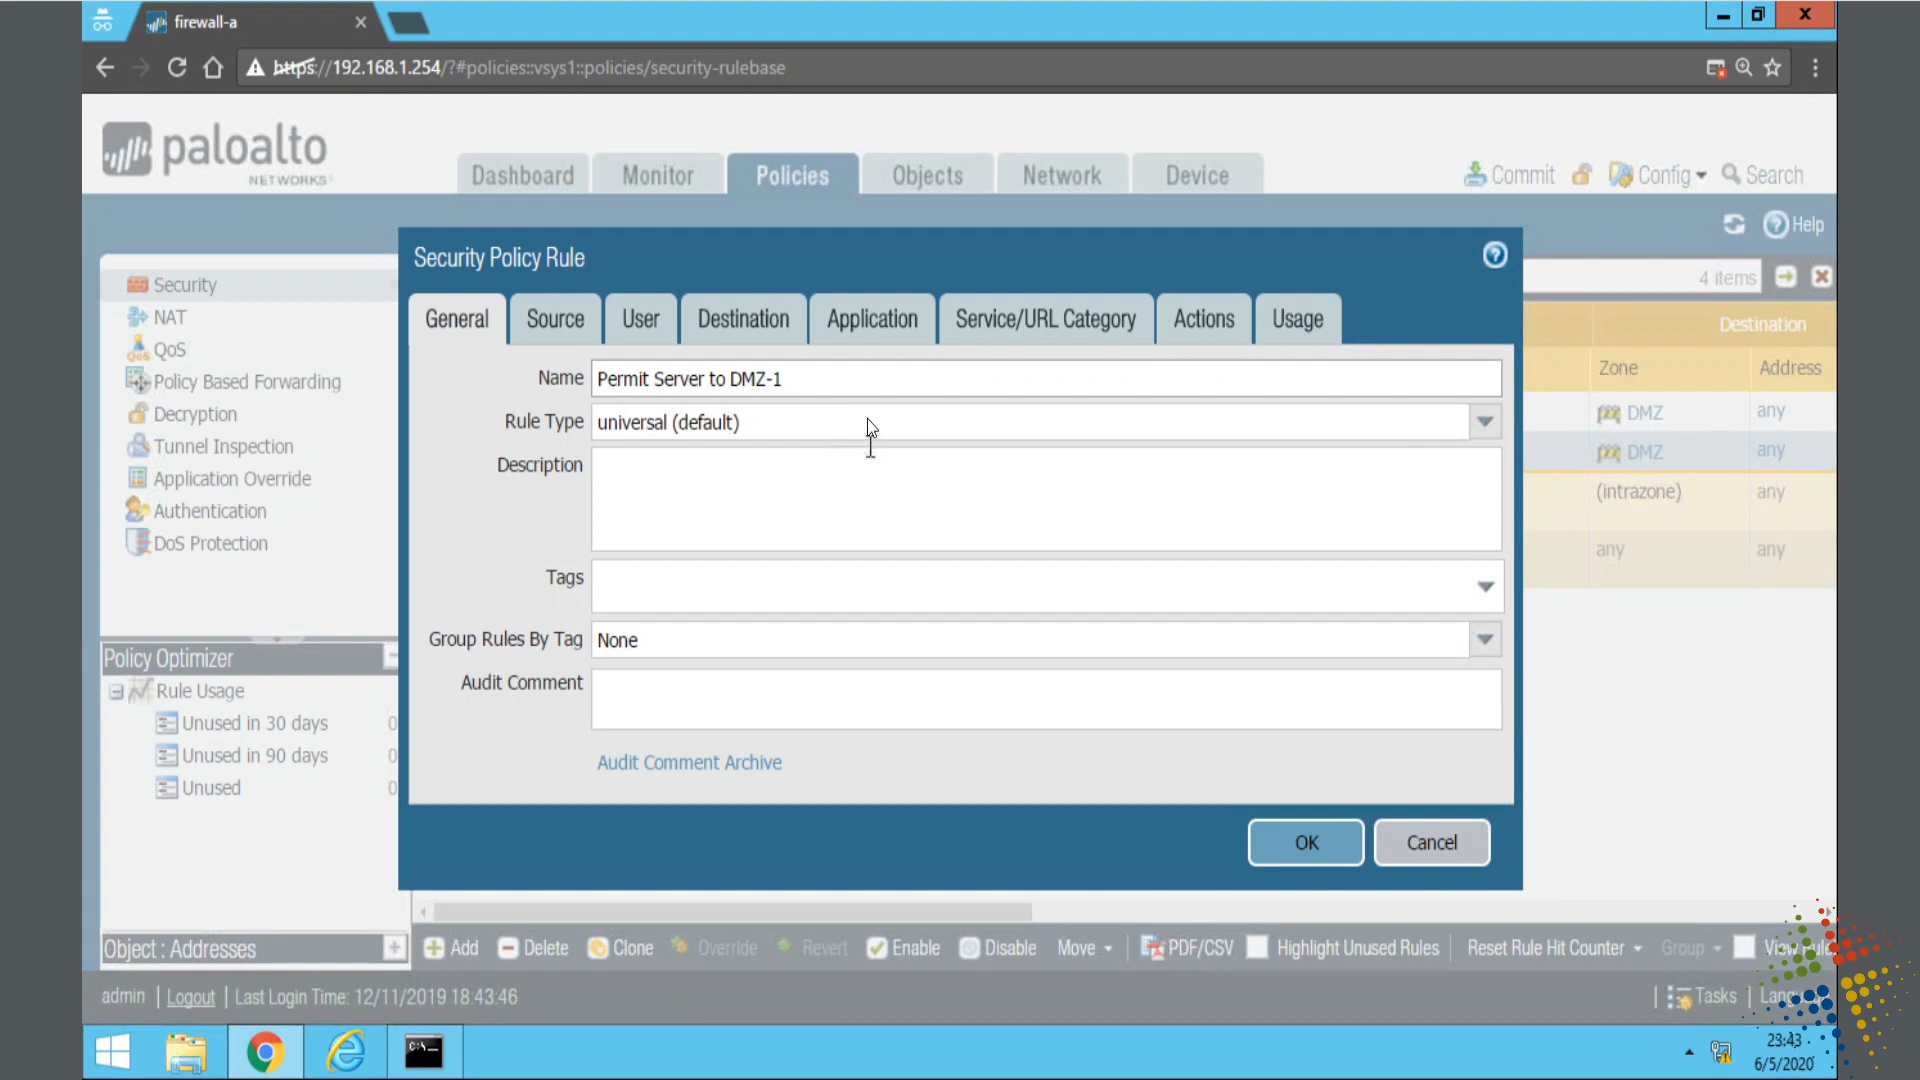 firewall-a
https://192.168.1.254/?#policies::vsys1::policies/security-rulebase
paloalto
NETWORKS
Dashboard
Monitor
Policies
Objects
Network
Device
Commit
Config
Search
Help
Security
NAT
QoS
Policy Based Forwarding
Decryption
Tunnel Inspection
Application Override
Authentication
DoS Protection
Policy Optimizer
Rule Usage
Unused in 30 days 0
Unused in 90 days 0
Unused 0
Object : Addresses
Security Policy Rule
General
Source
User
Destination
Application
Service/URL Category
Actions
Usage
Name Permit Server to DMZ-1
Rule Type universal (default)
Description
Tags
Group Rules By Tag None
Audit Comment
Audit Comment Archive
OK
Cancel
4 items
Destination
Zone Address
DMZ any
DMZ any
(intrazone) any
any any
Add
Delete
Clone
Override
Revert
Enable
Disable
Move
PDF/CSV
Highlight Unused Rules
Reset Rule Hit Counter
Group
View Rule
admin | Logout | Last Login Time: 12/11/2019 18:43:46
Tasks
C:\
23:43
6/5/2020